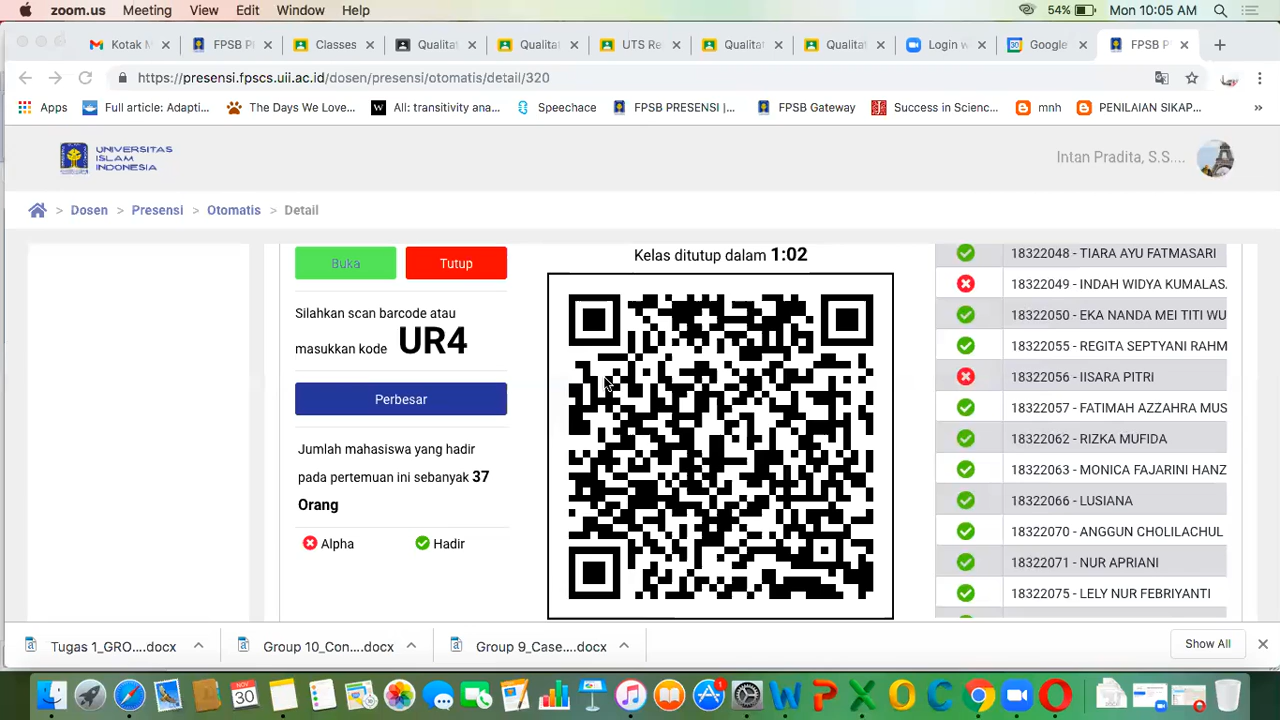 zoom.us Meeting View Edit Window Help 54% Mon 10:05 AM
Kotak M FPSB P Classes Qualitat Qualita UTS Re Qualitat Qualitat Login w Google FPSB P
https://presensi.fpscs.uii.ac.id/dosen/presensi/otomatis/detail/320
Apps Full article: Adapti... The Days We Love... All: transitivity ana... Speechace FPSB PRESENSI |... FPSB Gateway Success in Scienc... mnh PENILAIAN SIKAP... »
UNIVERSITAS
ISLAM
INDONESIA
Intan Pradita, S.S....
> Dosen > Presensi > Otomatis > Detail
Buka Tutup
Silahkan scan barcode atau
masukkan kode UR4
Perbesar
Jumlah mahasiswa yang hadir
pada pertemuan ini sebanyak 37
Orang
Alpha Hadir
Kelas ditutup dalam 1:02
18322048 - TIARA AYU FATMASARI
18322049 - INDAH WIDYA KUMALAS
18322050 - EKA NANDA MEI TITI WU
18322055 - REGITA SEPTYANI RAHM
18322056 - IISARA PITRI
18322057 - FATIMAH AZZAHRA MUS
18322062 - RIZKA MUFIDA
18322063 - MONICA FAJARINI HANZ
18322066 - LUSIANA
18322070 - ANGGUN CHOLILACHUL
18322071 - NUR APRIANI
18322075 - LELY NUR FEBRIYANTI
Tugas 1_GRO....docx Group 10_Con....docx Group 9_Case....docx Show All
NOV
30